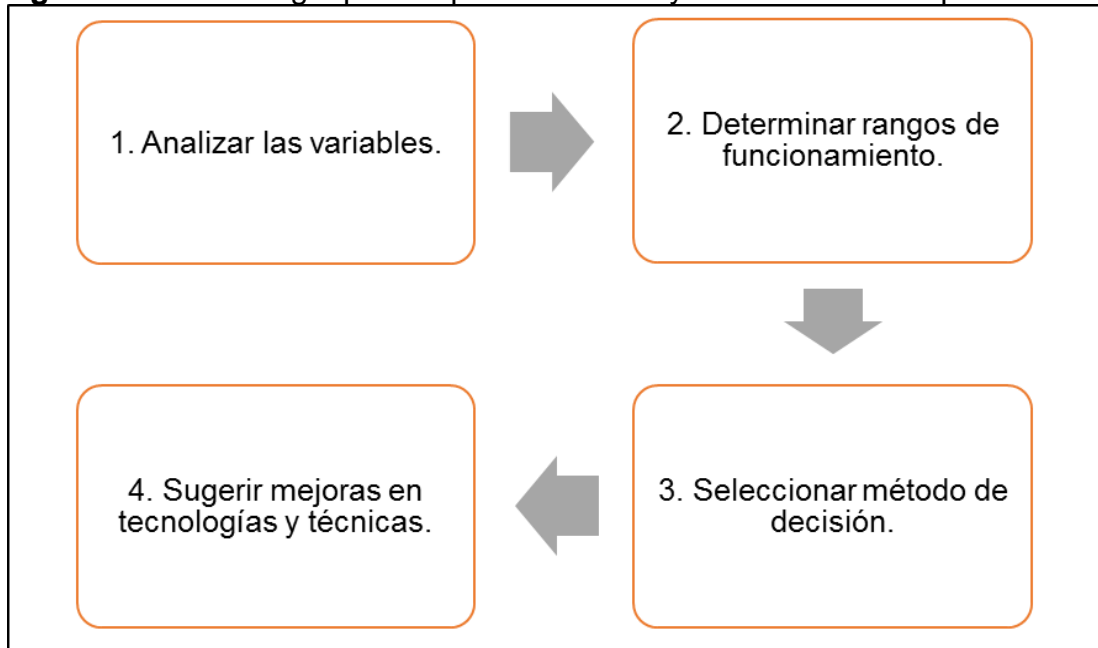 1. Analizar las variables.
2. Determinar rangos de
funcionamiento.
3. Seleccionar método de
decisión.
4. Sugerir mejoras en
tecnologías y técnicas.